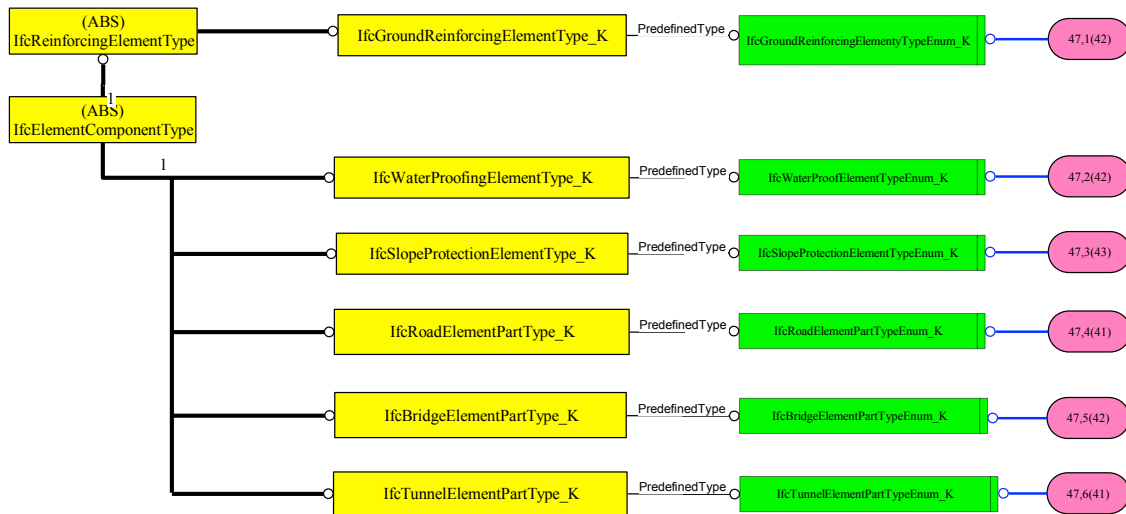 (ABS)
IfcReinforcingElementType
IfcGroundReinforcingElementType_K
PredefinedType
IfcGroundReinforcingElementyTypeEnum_K
47,1(42)
1
(ABS)
IfcElementComponentType
1
IfcWaterProofingElementType_K
PredefinedType
IfcWaterProofElementTypeEnum_K
47,2(42)
IfcSlopeProtectionElementType_K
PredefinedType
IfcSlopeProtectionElementTypeEnum_K
47,3(43)
IfcRoadElementPartType_K
PredefinedType
IfcRoadElementPartTypeEnum_K
47,4(41)
IfcBridgeElementPartType_K
PredefinedType
IfcBridgeElementPartTypeEnum_K
47,5(42)
IfcTunnelElementPartType_K
PredefinedType
IfcTunnelElementPartTypeEnum_K
47,6(41)